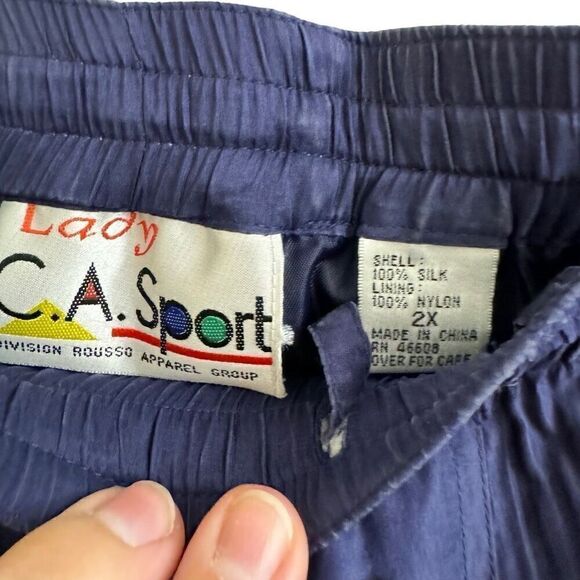 Lady
C.A.Sport
DIVISION ROUSSO APPAREL GROUP
SHELL:
100% SILK
LINING:
100% NYLON
2X
MADE IN CHINA
RN 46608
OVER FOR CARE